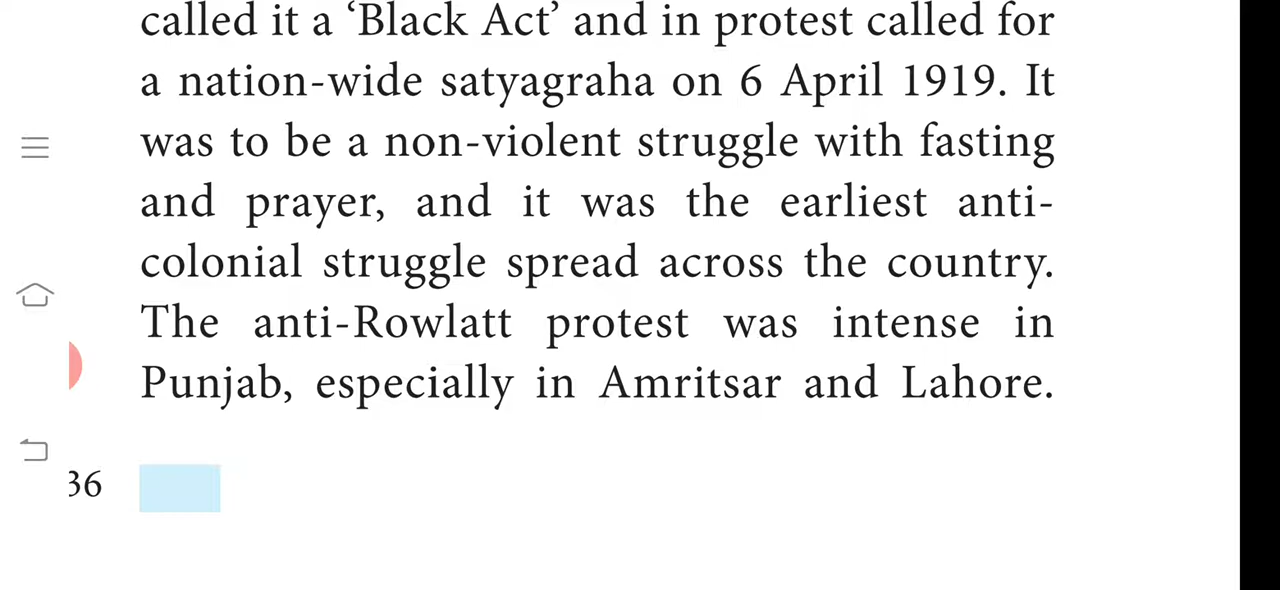 called it a ‘Black Act’ and in protest called for
a nation-wide satyagraha on 6 April 1919. It
was to be a non-violent struggle with fasting
and prayer, and it was the earliest anti-
colonial struggle spread across the country.
The anti-Rowlatt protest was intense in
Punjab, especially in Amritsar and Lahore.
36